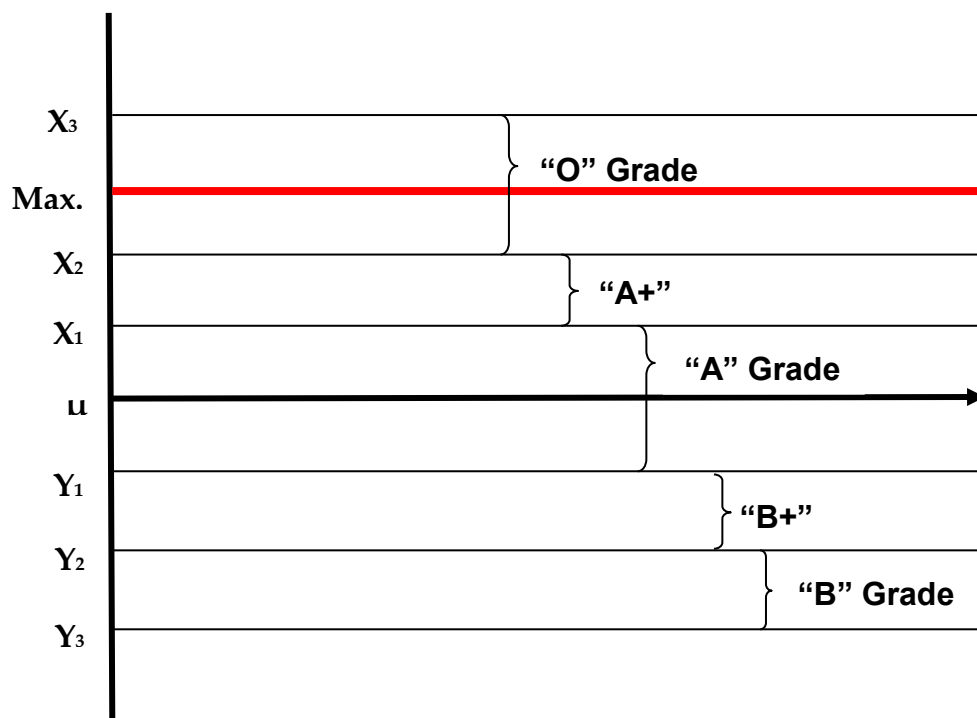 X₃
“O” Grade
Max.
X₂
“A+”
X₁
“A” Grade
μ
Y₁
“B+”
Y₂
“B” Grade
Y₃